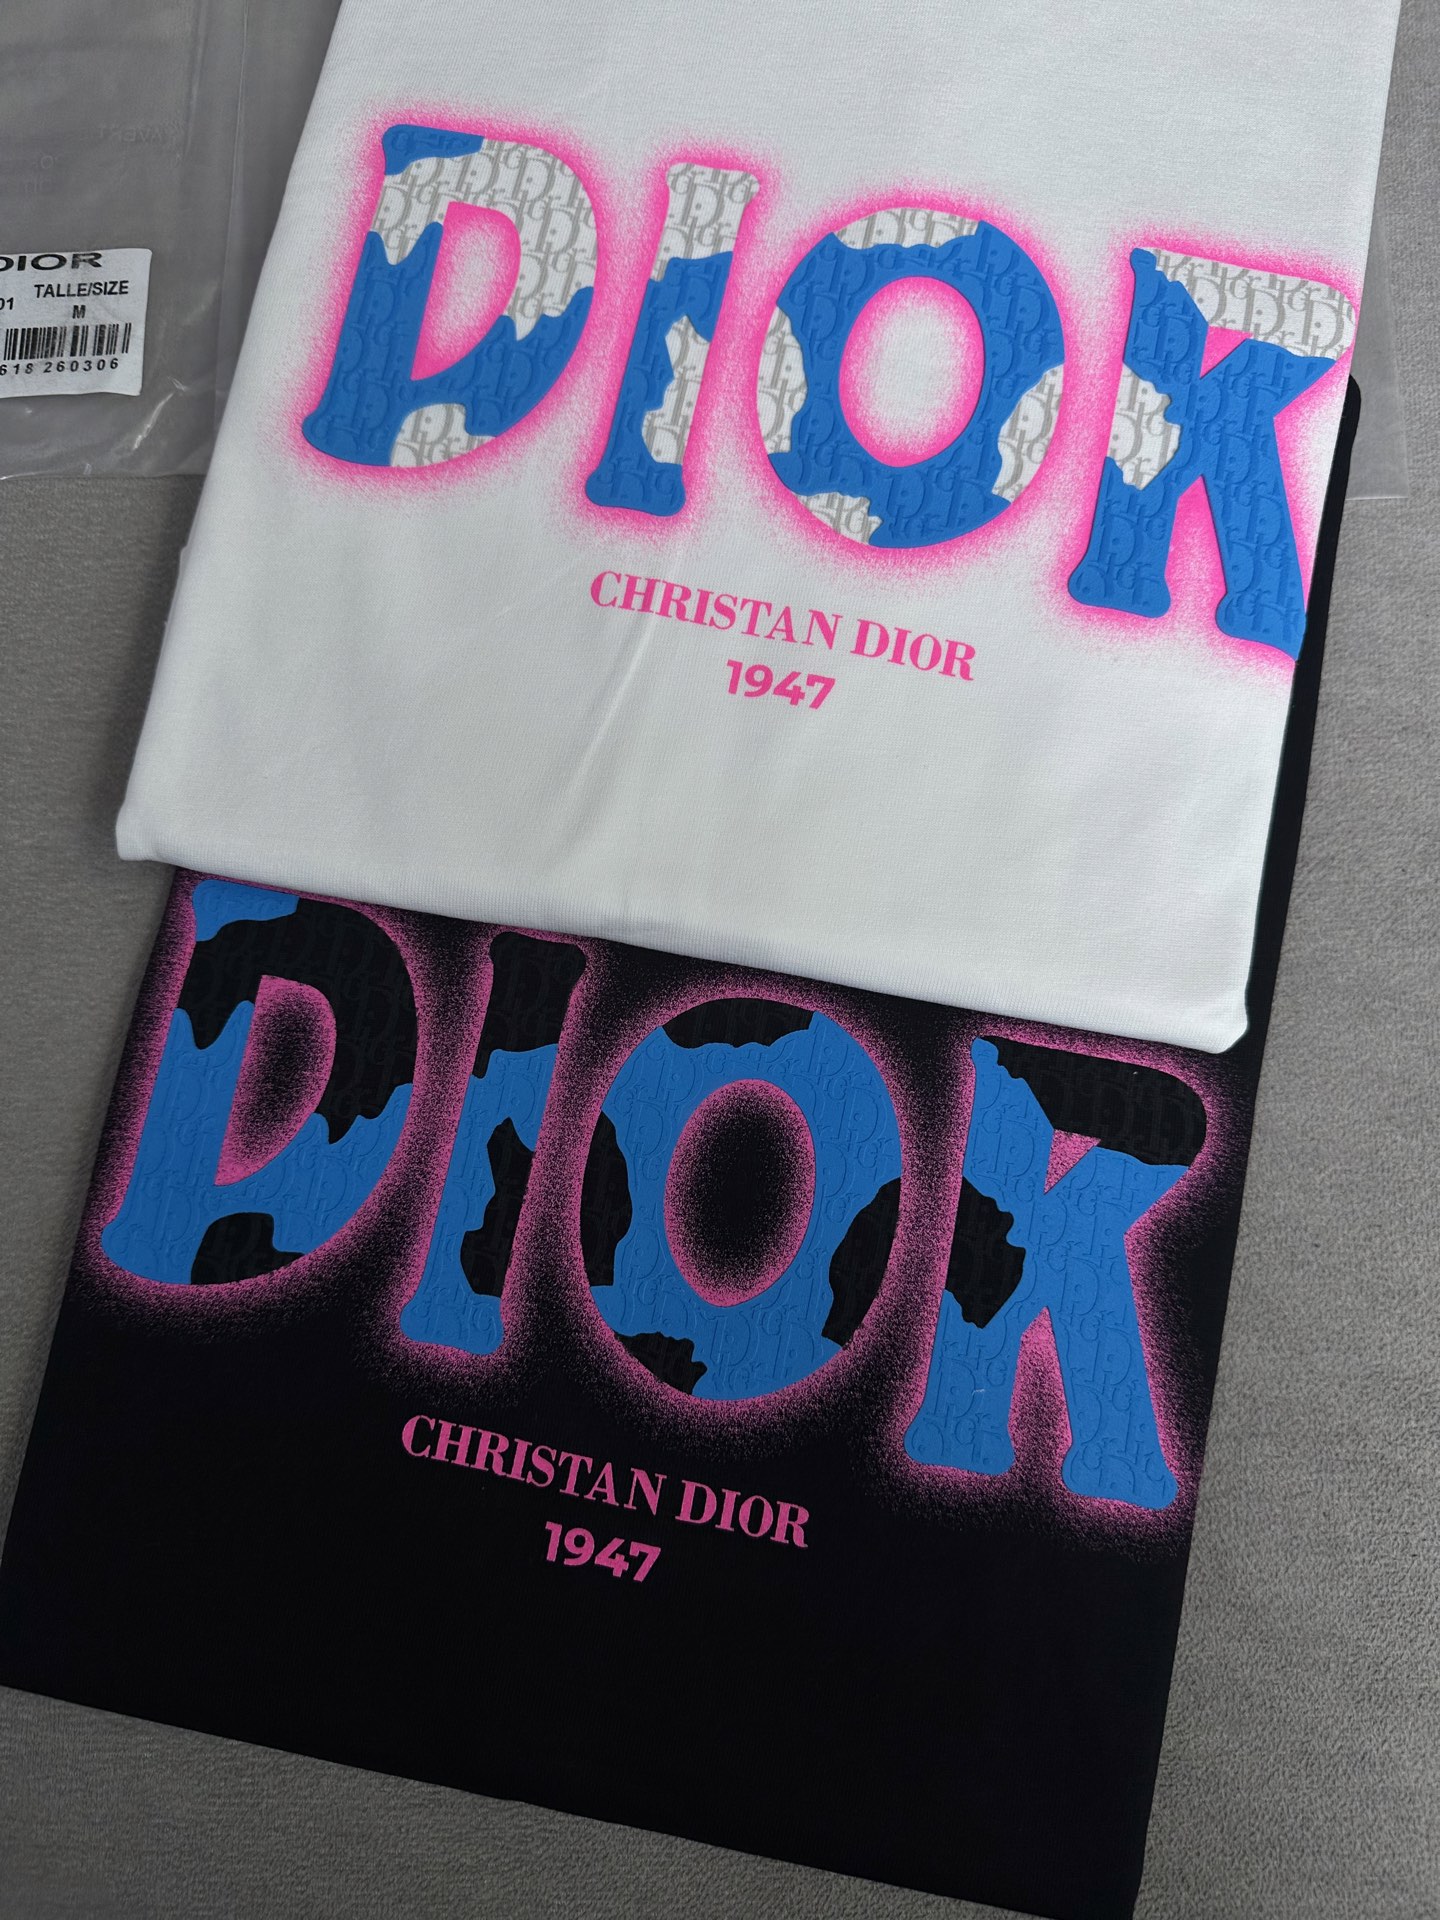 DIOR
01 TALLE/SIZE
M
618 260306
DIOR
CHRISTAN DIOR
1947
DIOR
CHRISTAN DIOR
1947